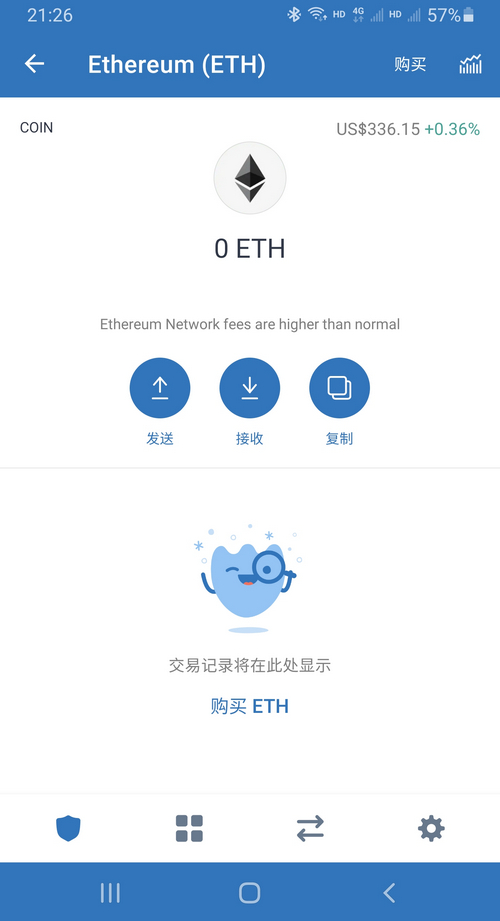 21:26 HD 4G HD 57%
Ethereum (ETH) 购买
COIN US$336.15 +0.36%
0 ETH
Ethereum Network fees are higher than normal
发送 接收 复制
交易记录将在此处显示
购买 ETH